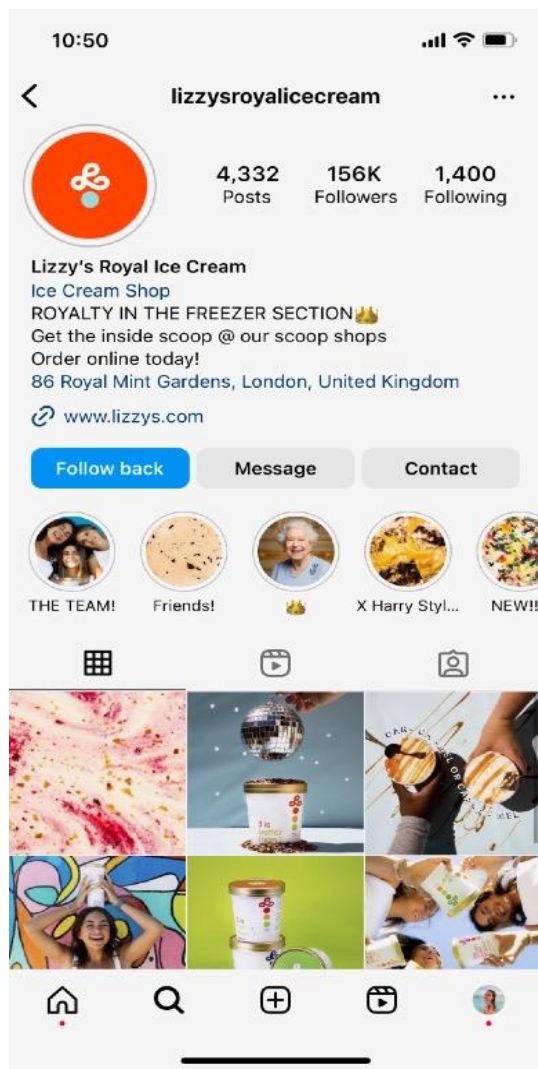 10:50
lizzysroyalicecream
4,332 156K 1,400
Posts Followers Following
Lizzy's Royal Ice Cream
Ice Cream Shop
ROYALTY IN THE FREEZER SECTION👑
Get the inside scoop @ our scoop shops
Order online today!
86 Royal Mint Gardens, London, United Kingdom
www.lizzys.com
Follow back Message Contact
THE TEAM! Friends! 👑 X Harry Styl... NEW!!